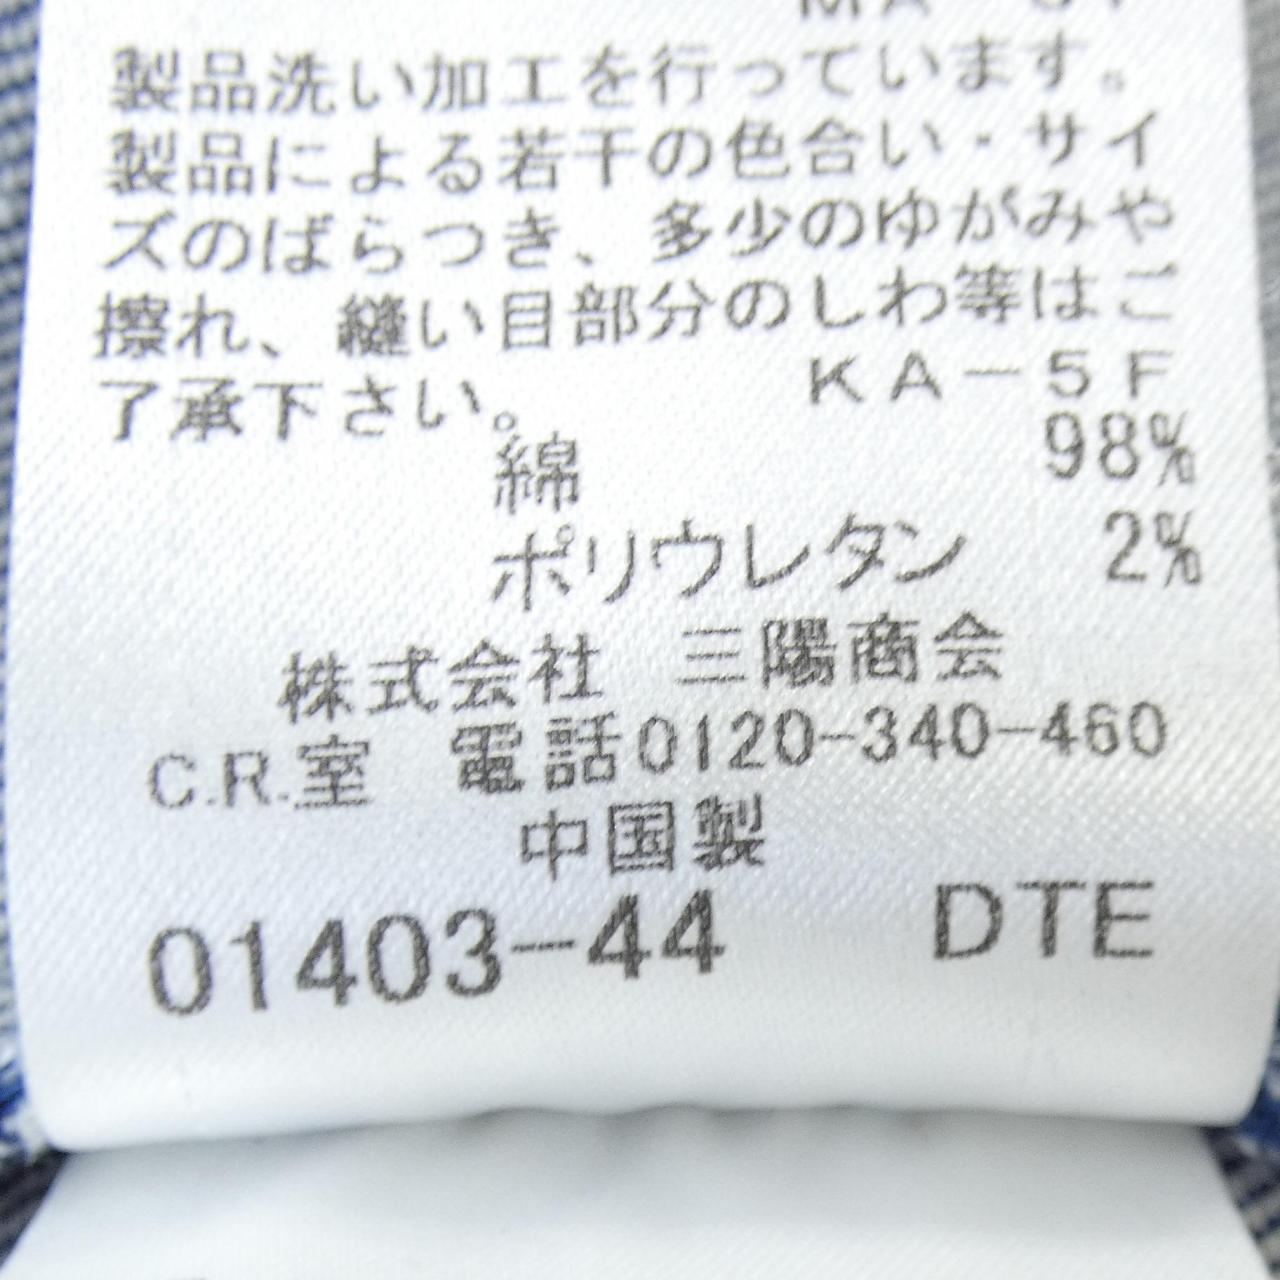 製品洗い加工を行っています。
製品による若干の色合い・サイ
ズのばらつき、多少のゆがみや
擦れ、縫い目部分のしわ等はご
了承下さい。 KA-5F
綿 98%
ポリウレタン 2%
株式会社 三陽商会
C.R.室 電話0120-340-460
中国製
01403-44 DTE